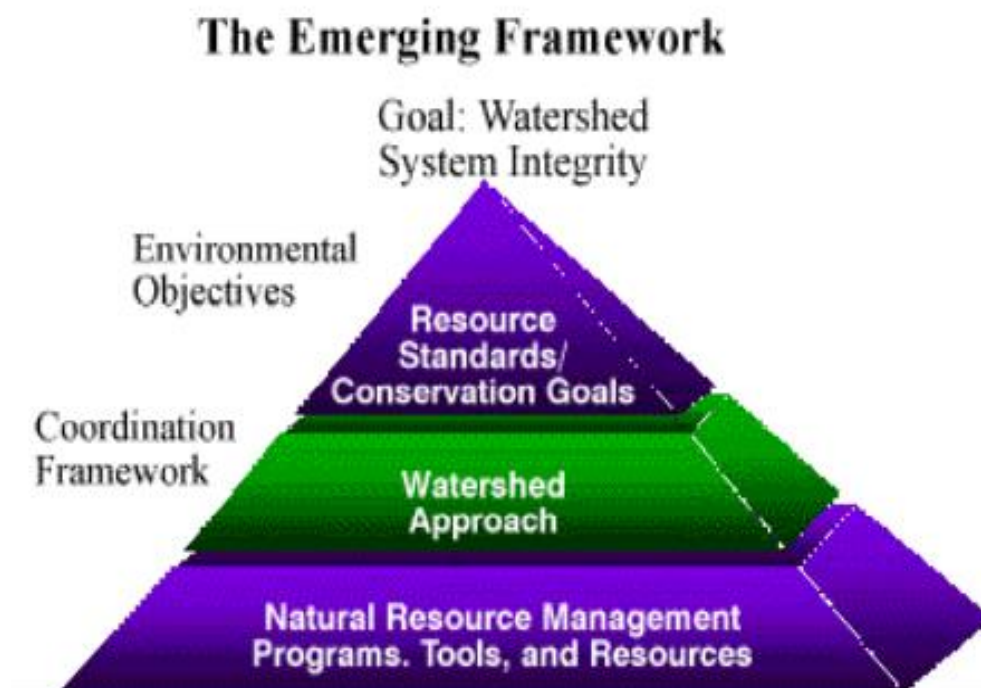 The Emerging Framework
Goal: Watershed
System Integrity
Environmental
Objectives
Resource
Standards/
Conservation Goals
Coordination
Framework
Watershed
Approach
Natural Resource Management
Programs. Tools, and Resources